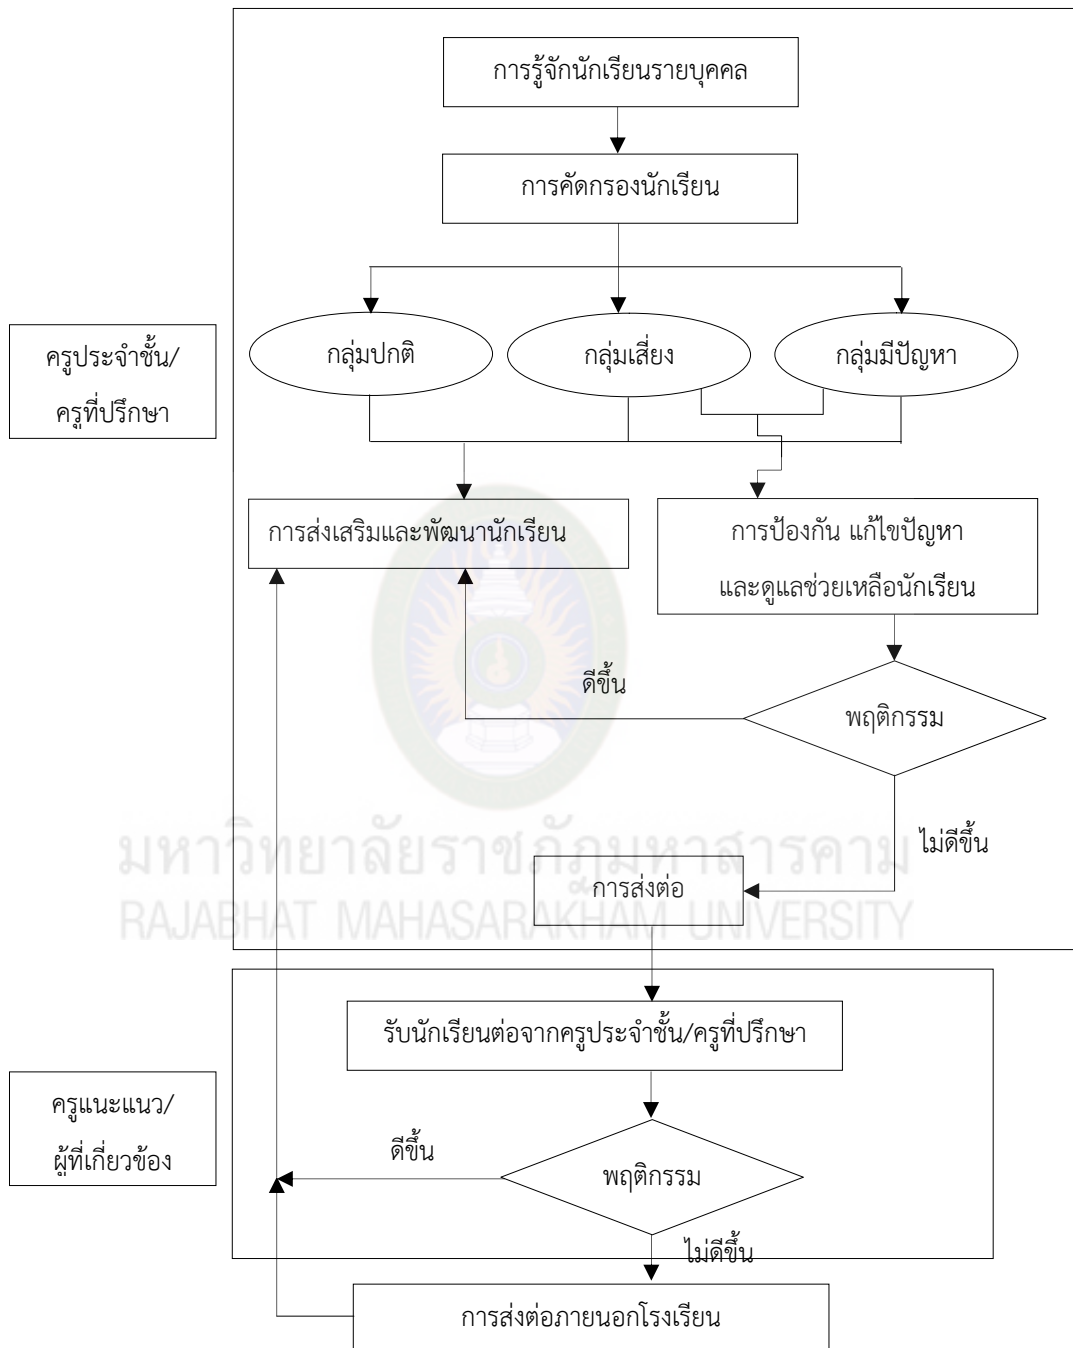 การรู้จักนักเรียนรายบุคคล
การคัดกรองนักเรียน
กลุ่มปกติ
กลุ่มเสี่ยง
กลุ่มมีปัญหา
ครูประจำชั้น/
ครูที่ปรึกษา
การส่งเสริมและพัฒนานักเรียน
การป้องกัน แก้ไขปัญหา
และดูแลช่วยเหลือนักเรียน
ดีขึ้น
พฤติกรรม
ไม่ดีขึ้น
มหาวิทยาลัยราชภัฏมหาสารคาม
การส่งต่อ
RAJABHAT MAHASARAKHAM UNIVERSITY
รับนักเรียนต่อจากครูประจำชั้น/ครูที่ปรึกษา
ครูแนะแนว/
ผู้ที่เกี่ยวข้อง
ดีขึ้น
พฤติกรรม
ไม่ดีขึ้น
การส่งต่อภายนอกโรงเรียน